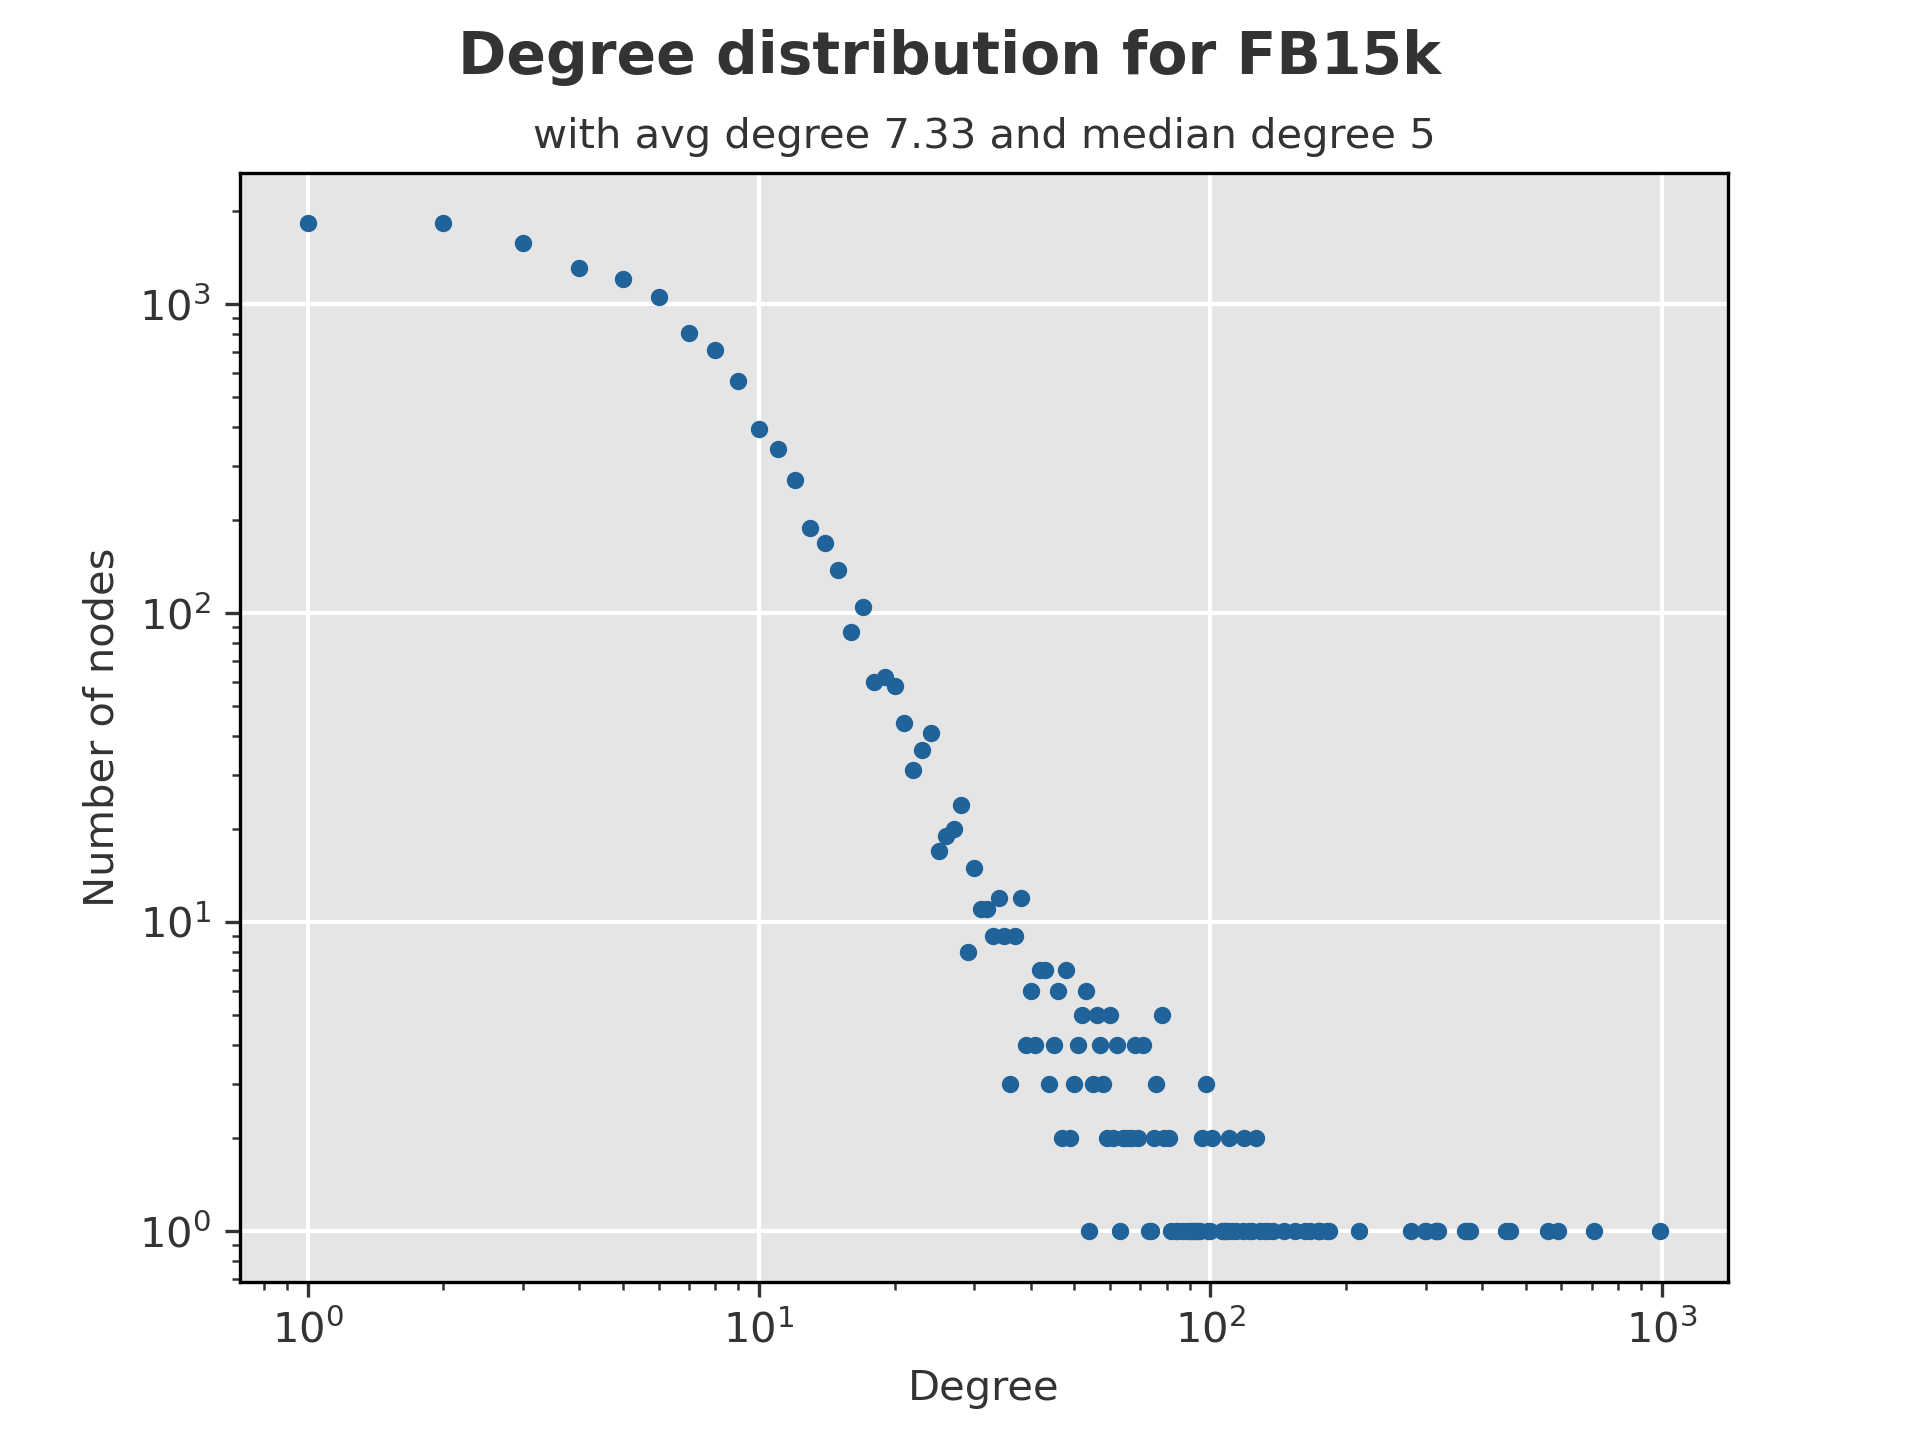 Degree distribution for FB15k
with avg degree 7.33 and median degree 5
Number of nodes
10³
10²
10¹
10⁰
10⁰ 10¹ 10² 10³
Degree